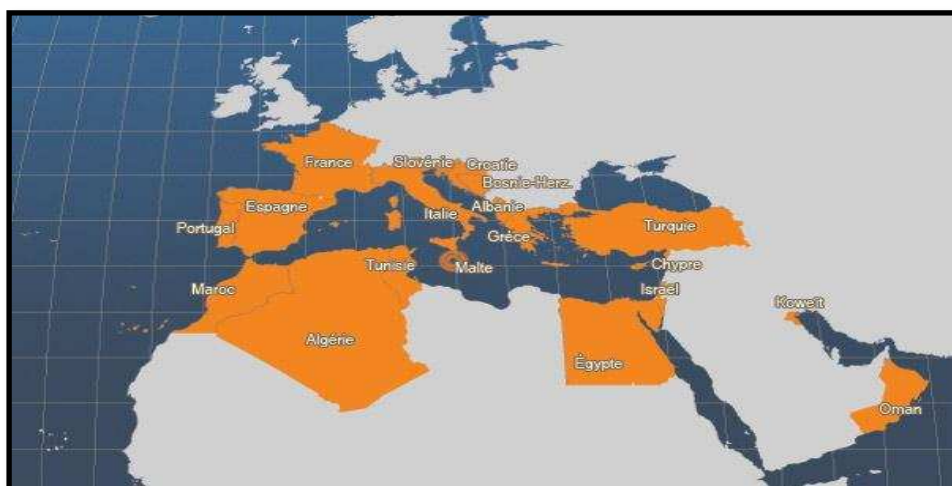 France
Slovénie
Croatie
Bosnie-Herz.
Espagne
Italie
Albanie
Portugal
Grèce
Turquie
Tunisie
Malte
Chypre
Maroc
Israël
Koweït
Algérie
Égypte
Oman